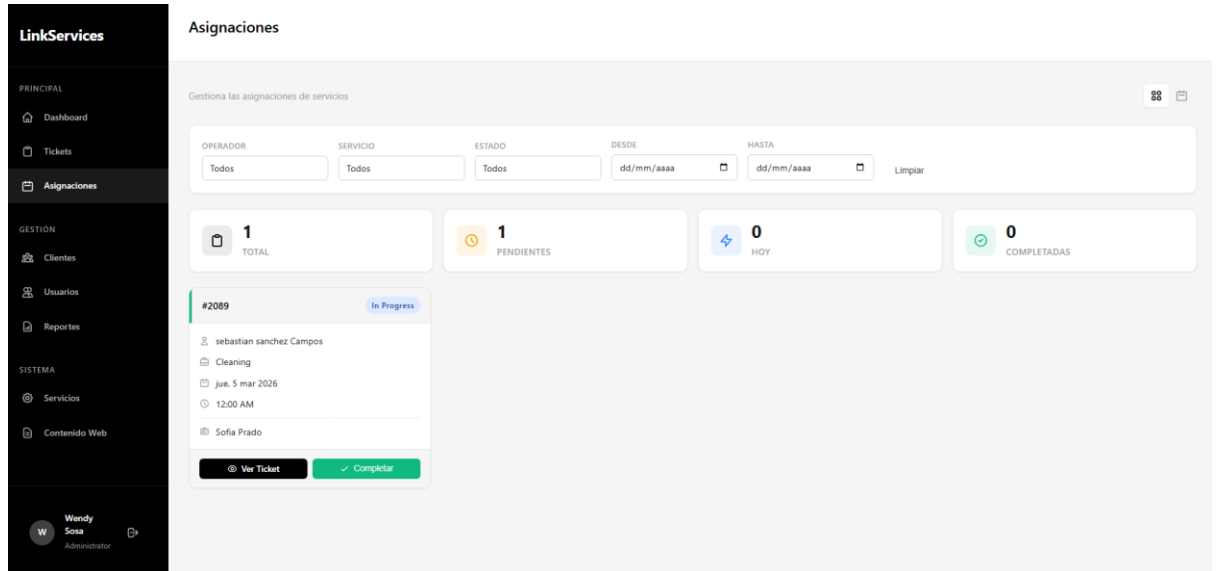 LinkServices
PRINCIPAL
Dashboard
Tickets
Asignaciones
GESTIÓN
Clientes
Usuarios
Reportes
SISTEMA
Servicios
Contenido Web
W
Wendy
Sosa
Administrator
Asignaciones
Gestiona las asignaciones de servicios
OPERADOR SERVICIO ESTADO DESDE HASTA
Todos Todos Todos dd/mm/aaaa dd/mm/aaaa Limpiar
1
TOTAL
1
PENDIENTES
0
HOY
0
COMPLETADAS
#2089 In Progress
sebastian sanchez Campos
Cleaning
jue, 5 mar 2026
12:00 AM
Sofia Prado
Ver Ticket Completar